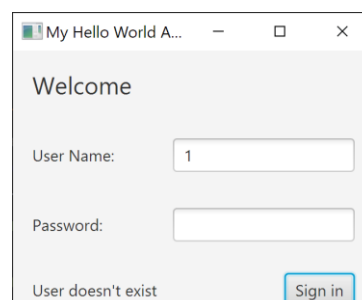 My Hello World A...
Welcome
User Name: 1
Password:
User doesn't exist Sign in